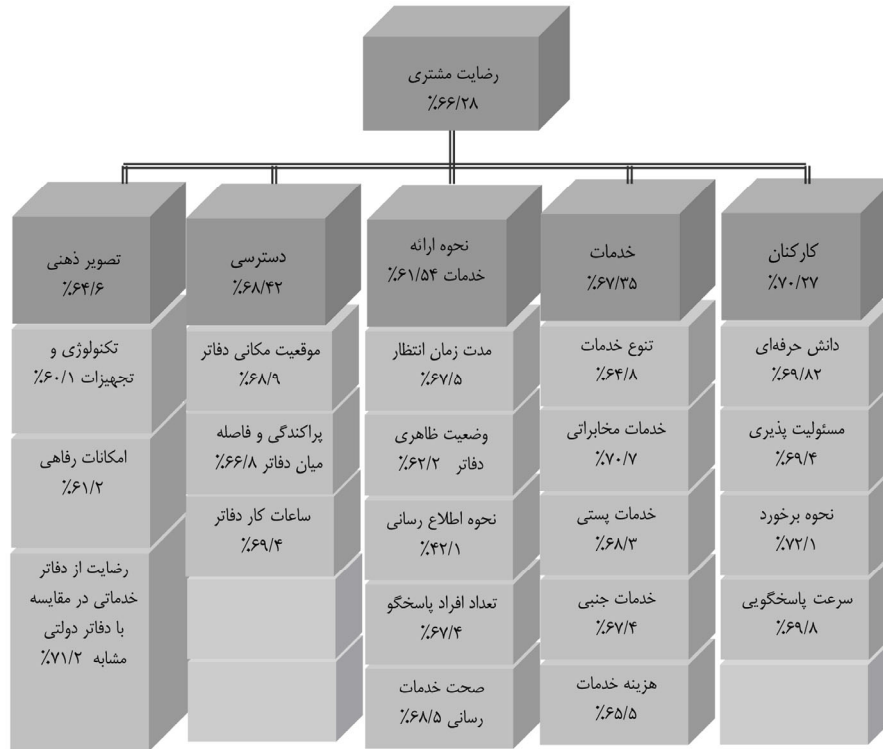 رضایت مشتری
٪۶۶/۲۸
کارکنان
٪۷۰/۲۷
دانش حرفه‌ای
٪۶۹/۸۲
مسئولیت پذیری
٪۶۹/۴
نحوه برخورد
٪۷۲/۱
سرعت پاسخگویی
٪۶۹/۸
خدمات
٪۶۷/۳۵
تنوع خدمات
٪۶۴/۸
خدمات مخابراتی
٪۷۰/۷
خدمات پستی
٪۶۸/۳
خدمات جنبی
٪۶۷/۴
هزینه خدمات
٪۶۵/۵
نحوه ارائه
خدمات ٪۶۱/۵۴
مدت زمان انتظار
٪۶۷/۵
وضعیت ظاهری
دفاتر ٪۶۲/۲
نحوه اطلاع رسانی
٪۴۲/۱
تعداد افراد پاسخگو
٪۶۷/۴
صحت خدمات
رسانی ٪۶۸/۵
دسترسی
٪۶۸/۴۲
موقعیت مکانی دفاتر
٪۶۸/۹
پراکندگی و فاصله
میان دفاتر ٪۶۶/۸
ساعات کار دفاتر
٪۶۹/۴
تصویر ذهنی
٪۶۴/۶
تکنولوژی و
تجهیزات ٪۶۰/۱
امکانات رفاهی
٪۶۱/۲
رضایت از دفاتر
خدماتی در مقایسه
با دفاتر دولتی
مشابه ٪۷۱/۲